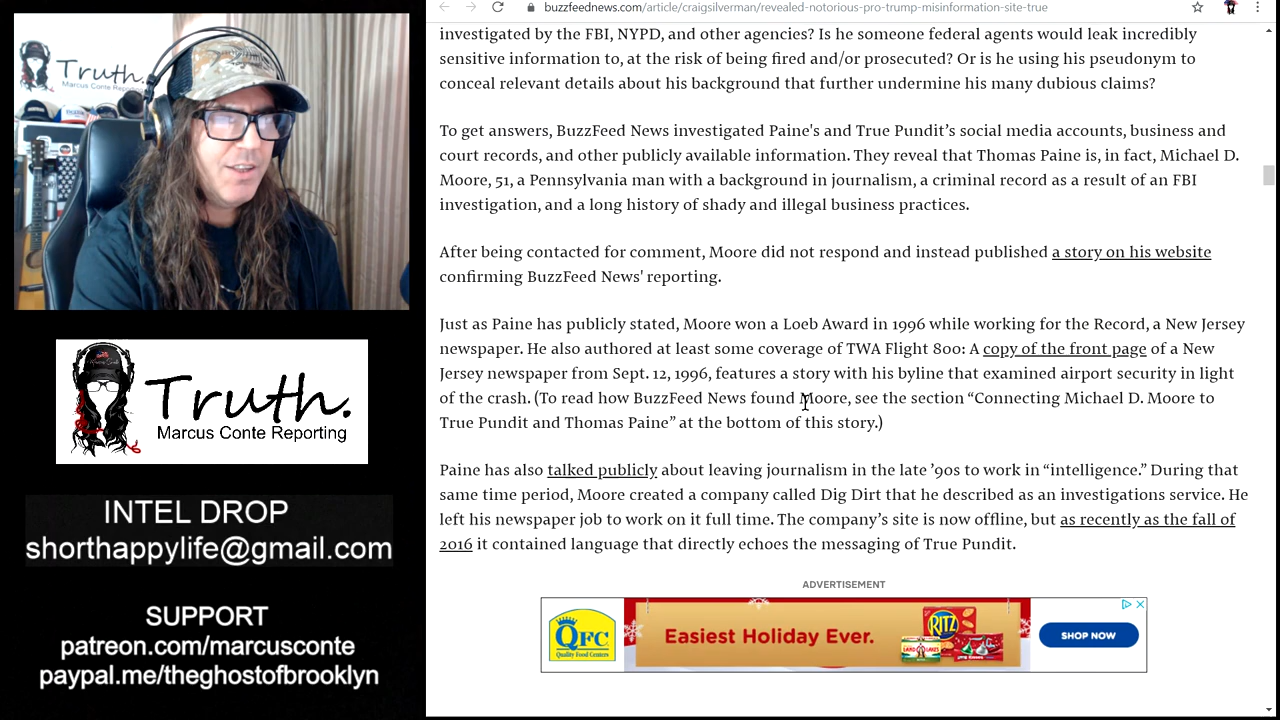 buzzfeednews.com/article/craigsilverman/revealed-notorious-pro-trump-misinformation-site-true
Truth.
Marcus Conte Reporting
investigated by the FBI, NYPD, and other agencies? Is he someone federal agents would leak incredibly
sensitive information to, at the risk of being fired and/or prosecuted? Or is he using his pseudonym to
conceal relevant details about his background that further undermine his many dubious claims?
To get answers, BuzzFeed News investigated Paine's and True Pundit’s social media accounts, business and
court records, and other publicly available information. They reveal that Thomas Paine is, in fact, Michael D.
Moore, 51, a Pennsylvania man with a background in journalism, a criminal record as a result of an FBI
investigation, and a long history of shady and illegal business practices.
After being contacted for comment, Moore did not respond and instead published a story on his website
confirming BuzzFeed News' reporting.
Just as Paine has publicly stated, Moore won a Loeb Award in 1996 while working for the Record, a New Jersey
newspaper. He also authored at least some coverage of TWA Flight 800: A copy of the front page of a New
Jersey newspaper from Sept. 12, 1996, features a story with his byline that examined airport security in light
of the crash. (To read how BuzzFeed News found Moore, see the section “Connecting Michael D. Moore to
True Pundit and Thomas Paine” at the bottom of this story.)
Paine has also talked publicly about leaving journalism in the late ’90s to work in “intelligence.” During that
same time period, Moore created a company called Dig Dirt that he described as an investigations service. He
left his newspaper job to work on it full time. The company’s site is now offline, but as recently as the fall of
2016 it contained language that directly echoes the messaging of True Pundit.
ADVERTISEMENT
QFC
Quality Food Centers
Easiest Holiday Ever.
RITZ
LAND O LAKES
SHOP NOW
Truth.
Marcus Conte Reporting
INTEL DROP
shorthappylife@gmail.com
SUPPORT
patreon.com/marcusconte
paypal.me/theghostofbrooklyn